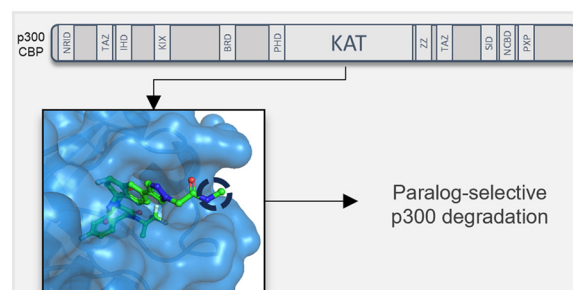 p300
CBP
NRID
TAZ
IHD
KIX
BRD
PHD
KAT
ZZ
TAZ
SID
NCBD
PXP
Paralog-selective
p300 degradation